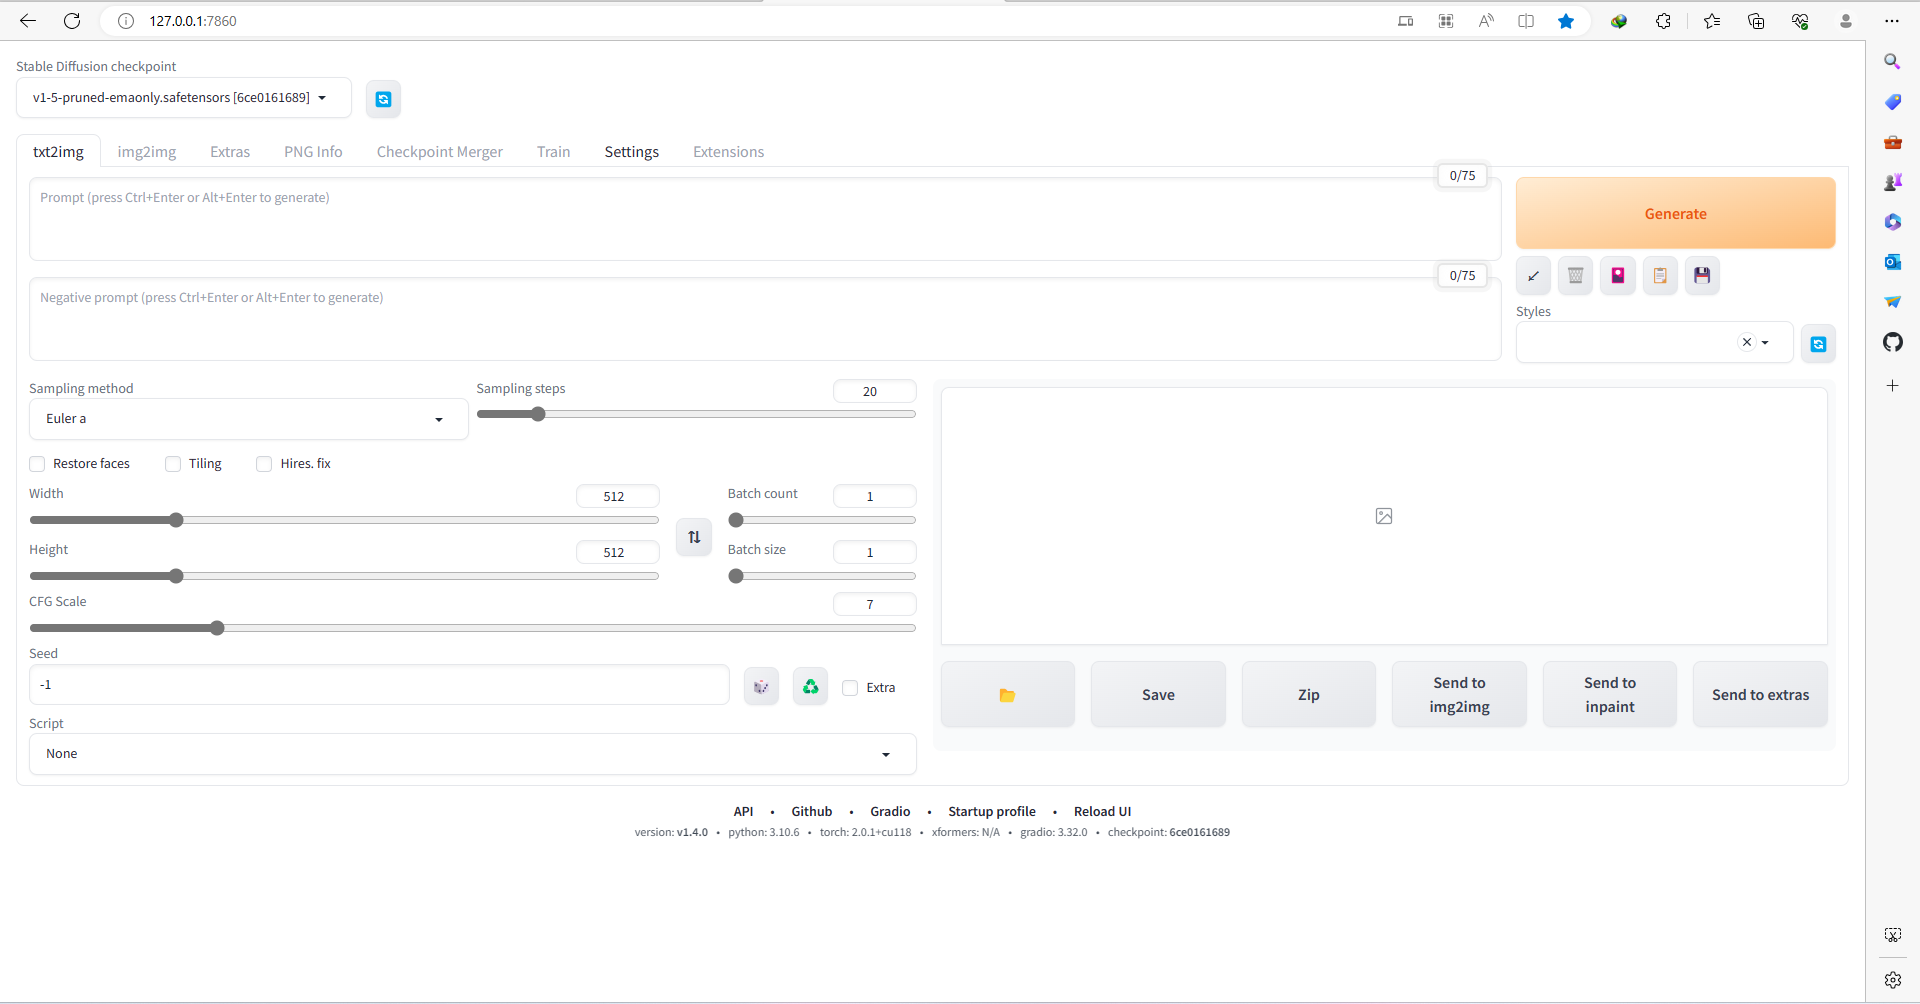 127.0.0.1:7860
Stable Diffusion checkpoint
v1-5-pruned-emaonly.safetensors [6ce0161689]
txt2img img2img Extras PNG Info Checkpoint Merger Train Settings Extensions
0/75
Prompt (press Ctrl+Enter or Alt+Enter to generate)
Generate
0/75
Negative prompt (press Ctrl+Enter or Alt+Enter to generate)
Styles
Sampling method
Euler a
Sampling steps
20
Restore faces Tiling Hires. fix
Width
512
Batch count
1
Height
512
Batch size
1
CFG Scale
7
Seed
-1
Extra
Script
None
Save
Zip
Send to
img2img
Send to
inpaint
Send to extras
API • Github • Gradio • Startup profile • Reload UI
version: v1.4.0 • python: 3.10.6 • torch: 2.0.1+cu118 • xformers: N/A • gradio: 3.32.0 • checkpoint: 6ce0161689